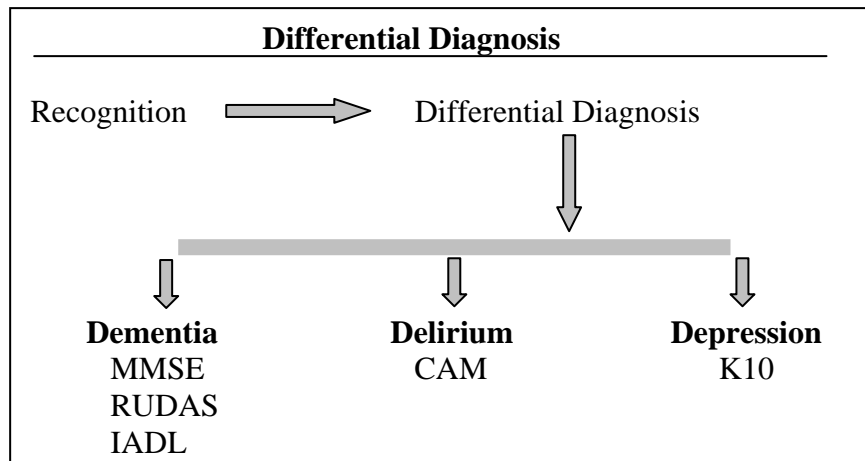 Differential Diagnosis
Recognition Differential Diagnosis
Dementia Delirium Depression
MMSE CAM K10
RUDAS
IADL